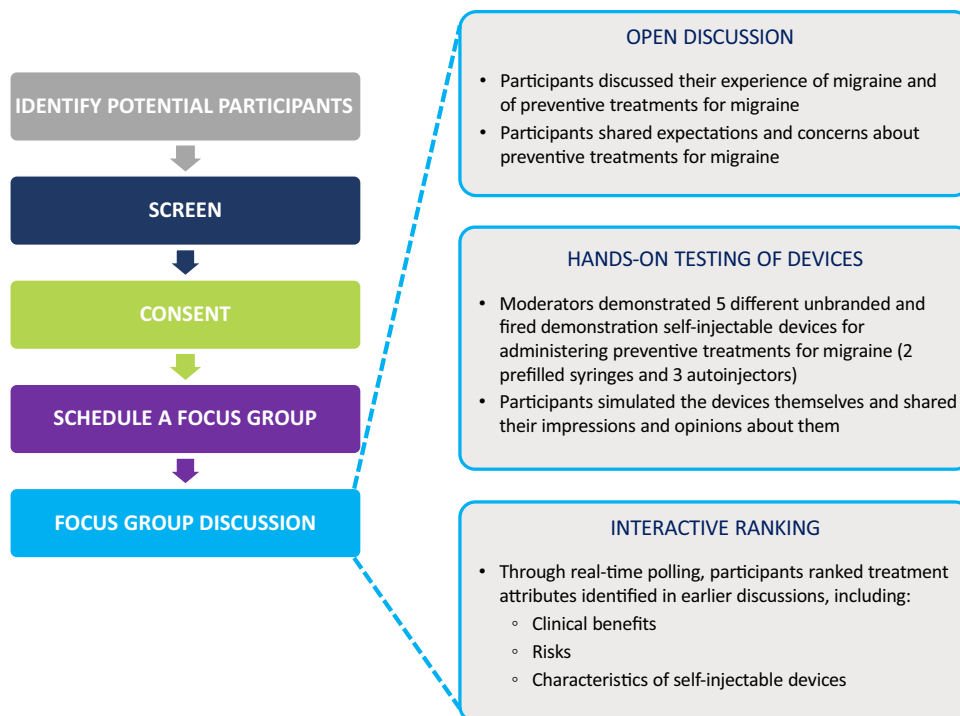 IDENTIFY POTENTIAL PARTICIPANTS
SCREEN
CONSENT
SCHEDULE A FOCUS GROUP
FOCUS GROUP DISCUSSION
OPEN DISCUSSION
• Participants discussed their experience of migraine and
of preventive treatments for migraine
• Participants shared expectations and concerns about
preventive treatments for migraine
HANDS-ON TESTING OF DEVICES
• Moderators demonstrated 5 different unbranded and
fired demonstration self-injectable devices for
administering preventive treatments for migraine (2
prefilled syringes and 3 autoinjectors)
• Participants simulated the devices themselves and shared
their impressions and opinions about them
INTERACTIVE RANKING
• Through real-time polling, participants ranked treatment
attributes identified in earlier discussions, including:
◦ Clinical benefits
◦ Risks
◦ Characteristics of self-injectable devices